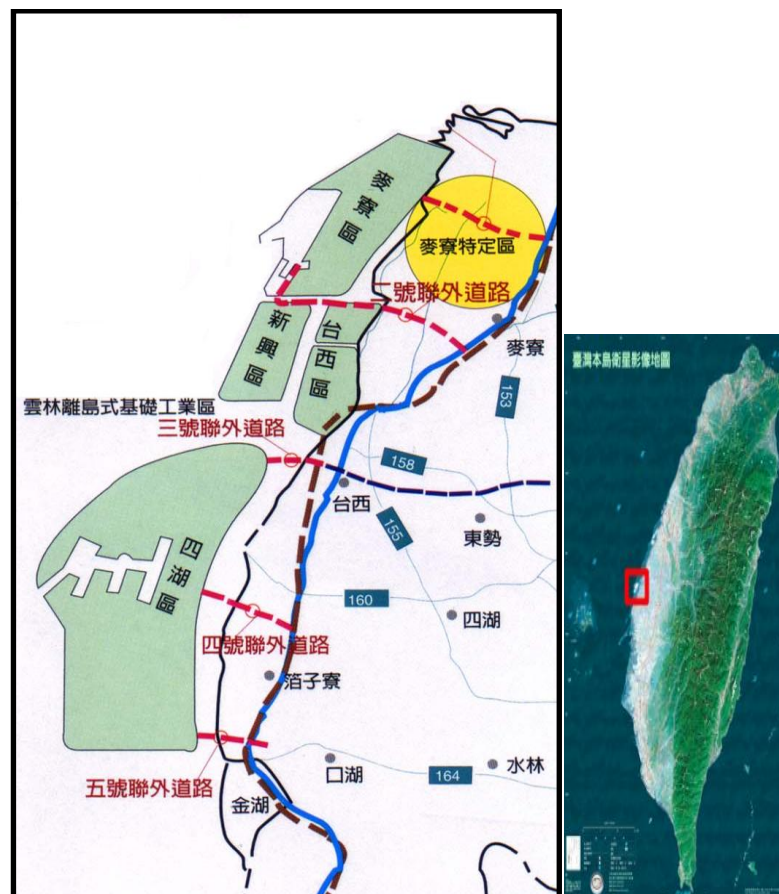 麥寮區
麥寮特定區
二號聯外道路
新興區
台西區
麥寮
153
雲林離島式基礎工業區
三號聯外道路
158
台西
155
東勢
四湖區
160
四湖
四號聯外道路
箔子寮
五號聯外道路
口湖
164
水林
金湖
臺灣本島衛星影像地圖